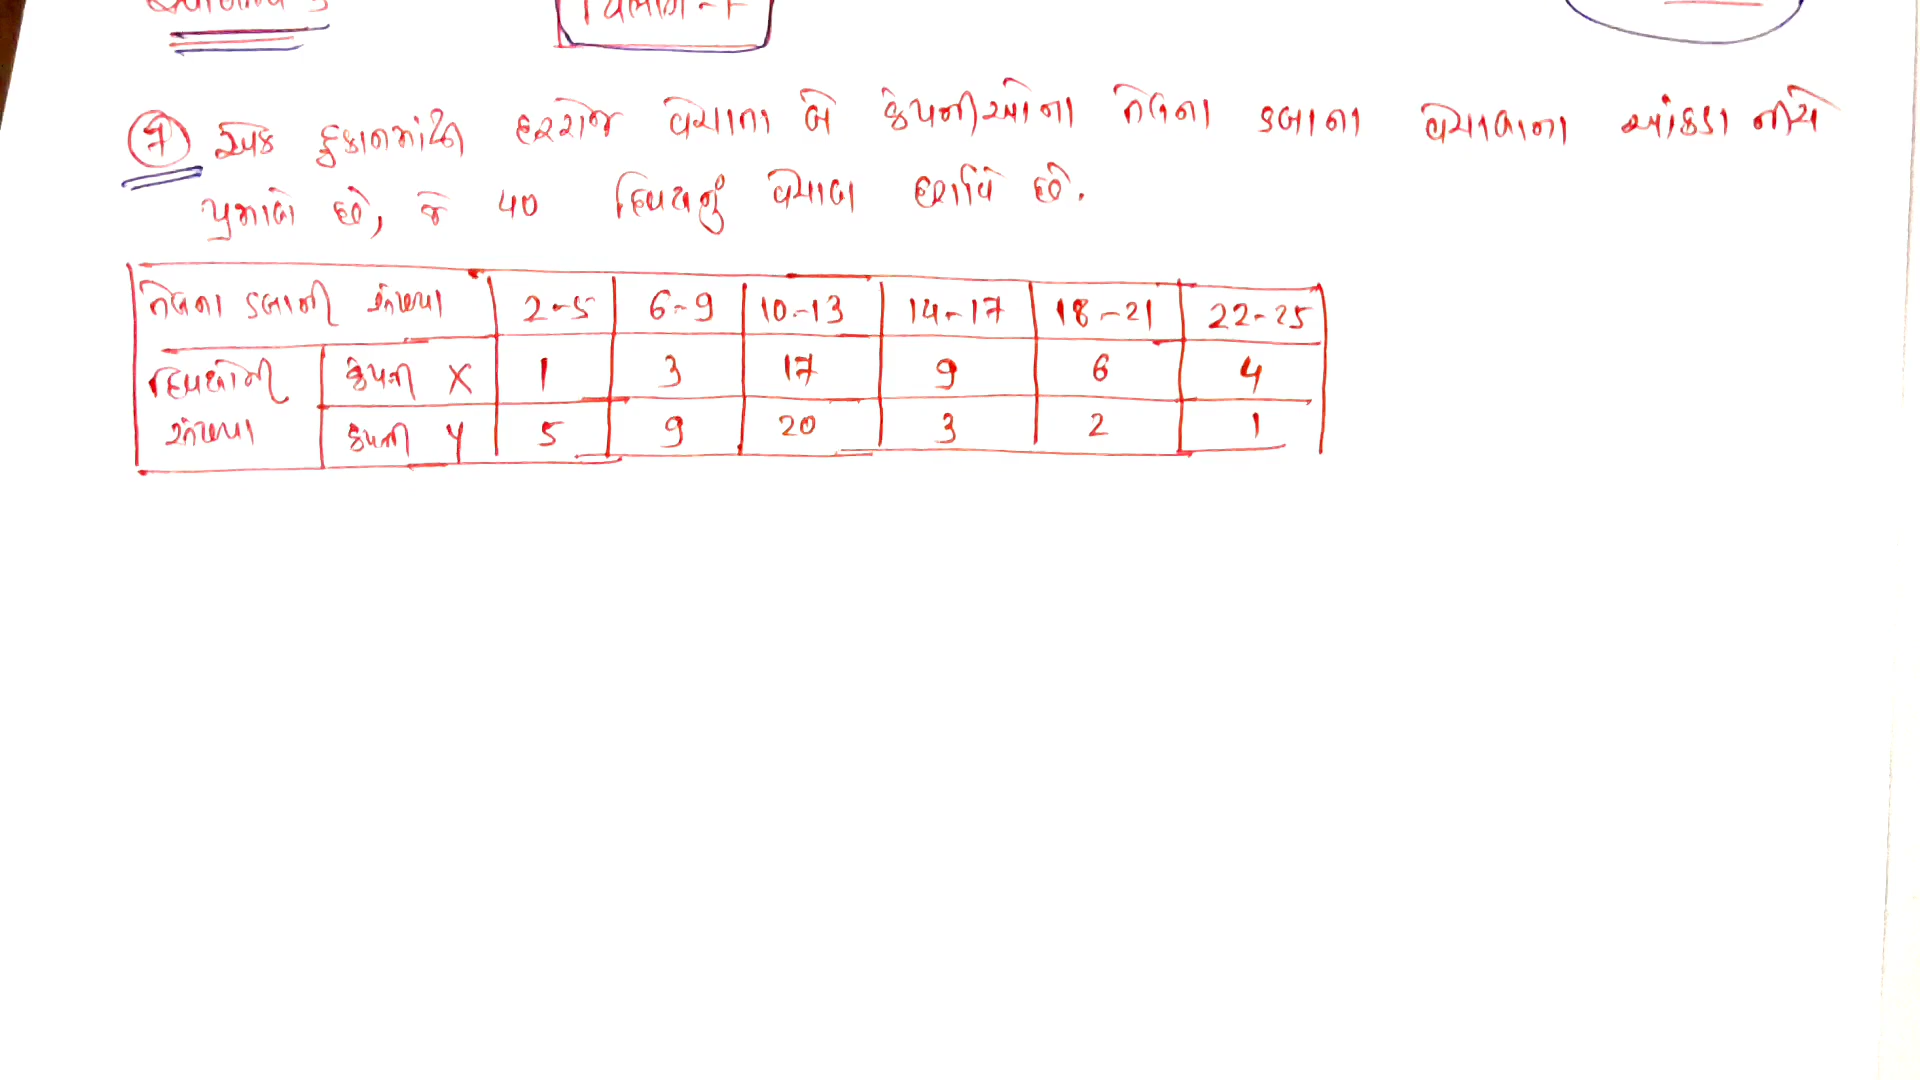 વિભાગ - F
૧ એક દુકાનમાંથી દરરોજ વેચાતા બે કંપનીઓના તેલના ડબાના વેચાણના આંકડા નીચે
પ્રમાણે છે, જે 40 દિવસનું વેચાણ દર્શાવે છે.
તેલના ડબાની સંખ્યા 2-5 6-9 10-13 14-17 18-21 22-25
દિવસોની કંપની X 1 3 17 9 6 4
સંખ્યા કંપની Y 5 9 20 3 2 1